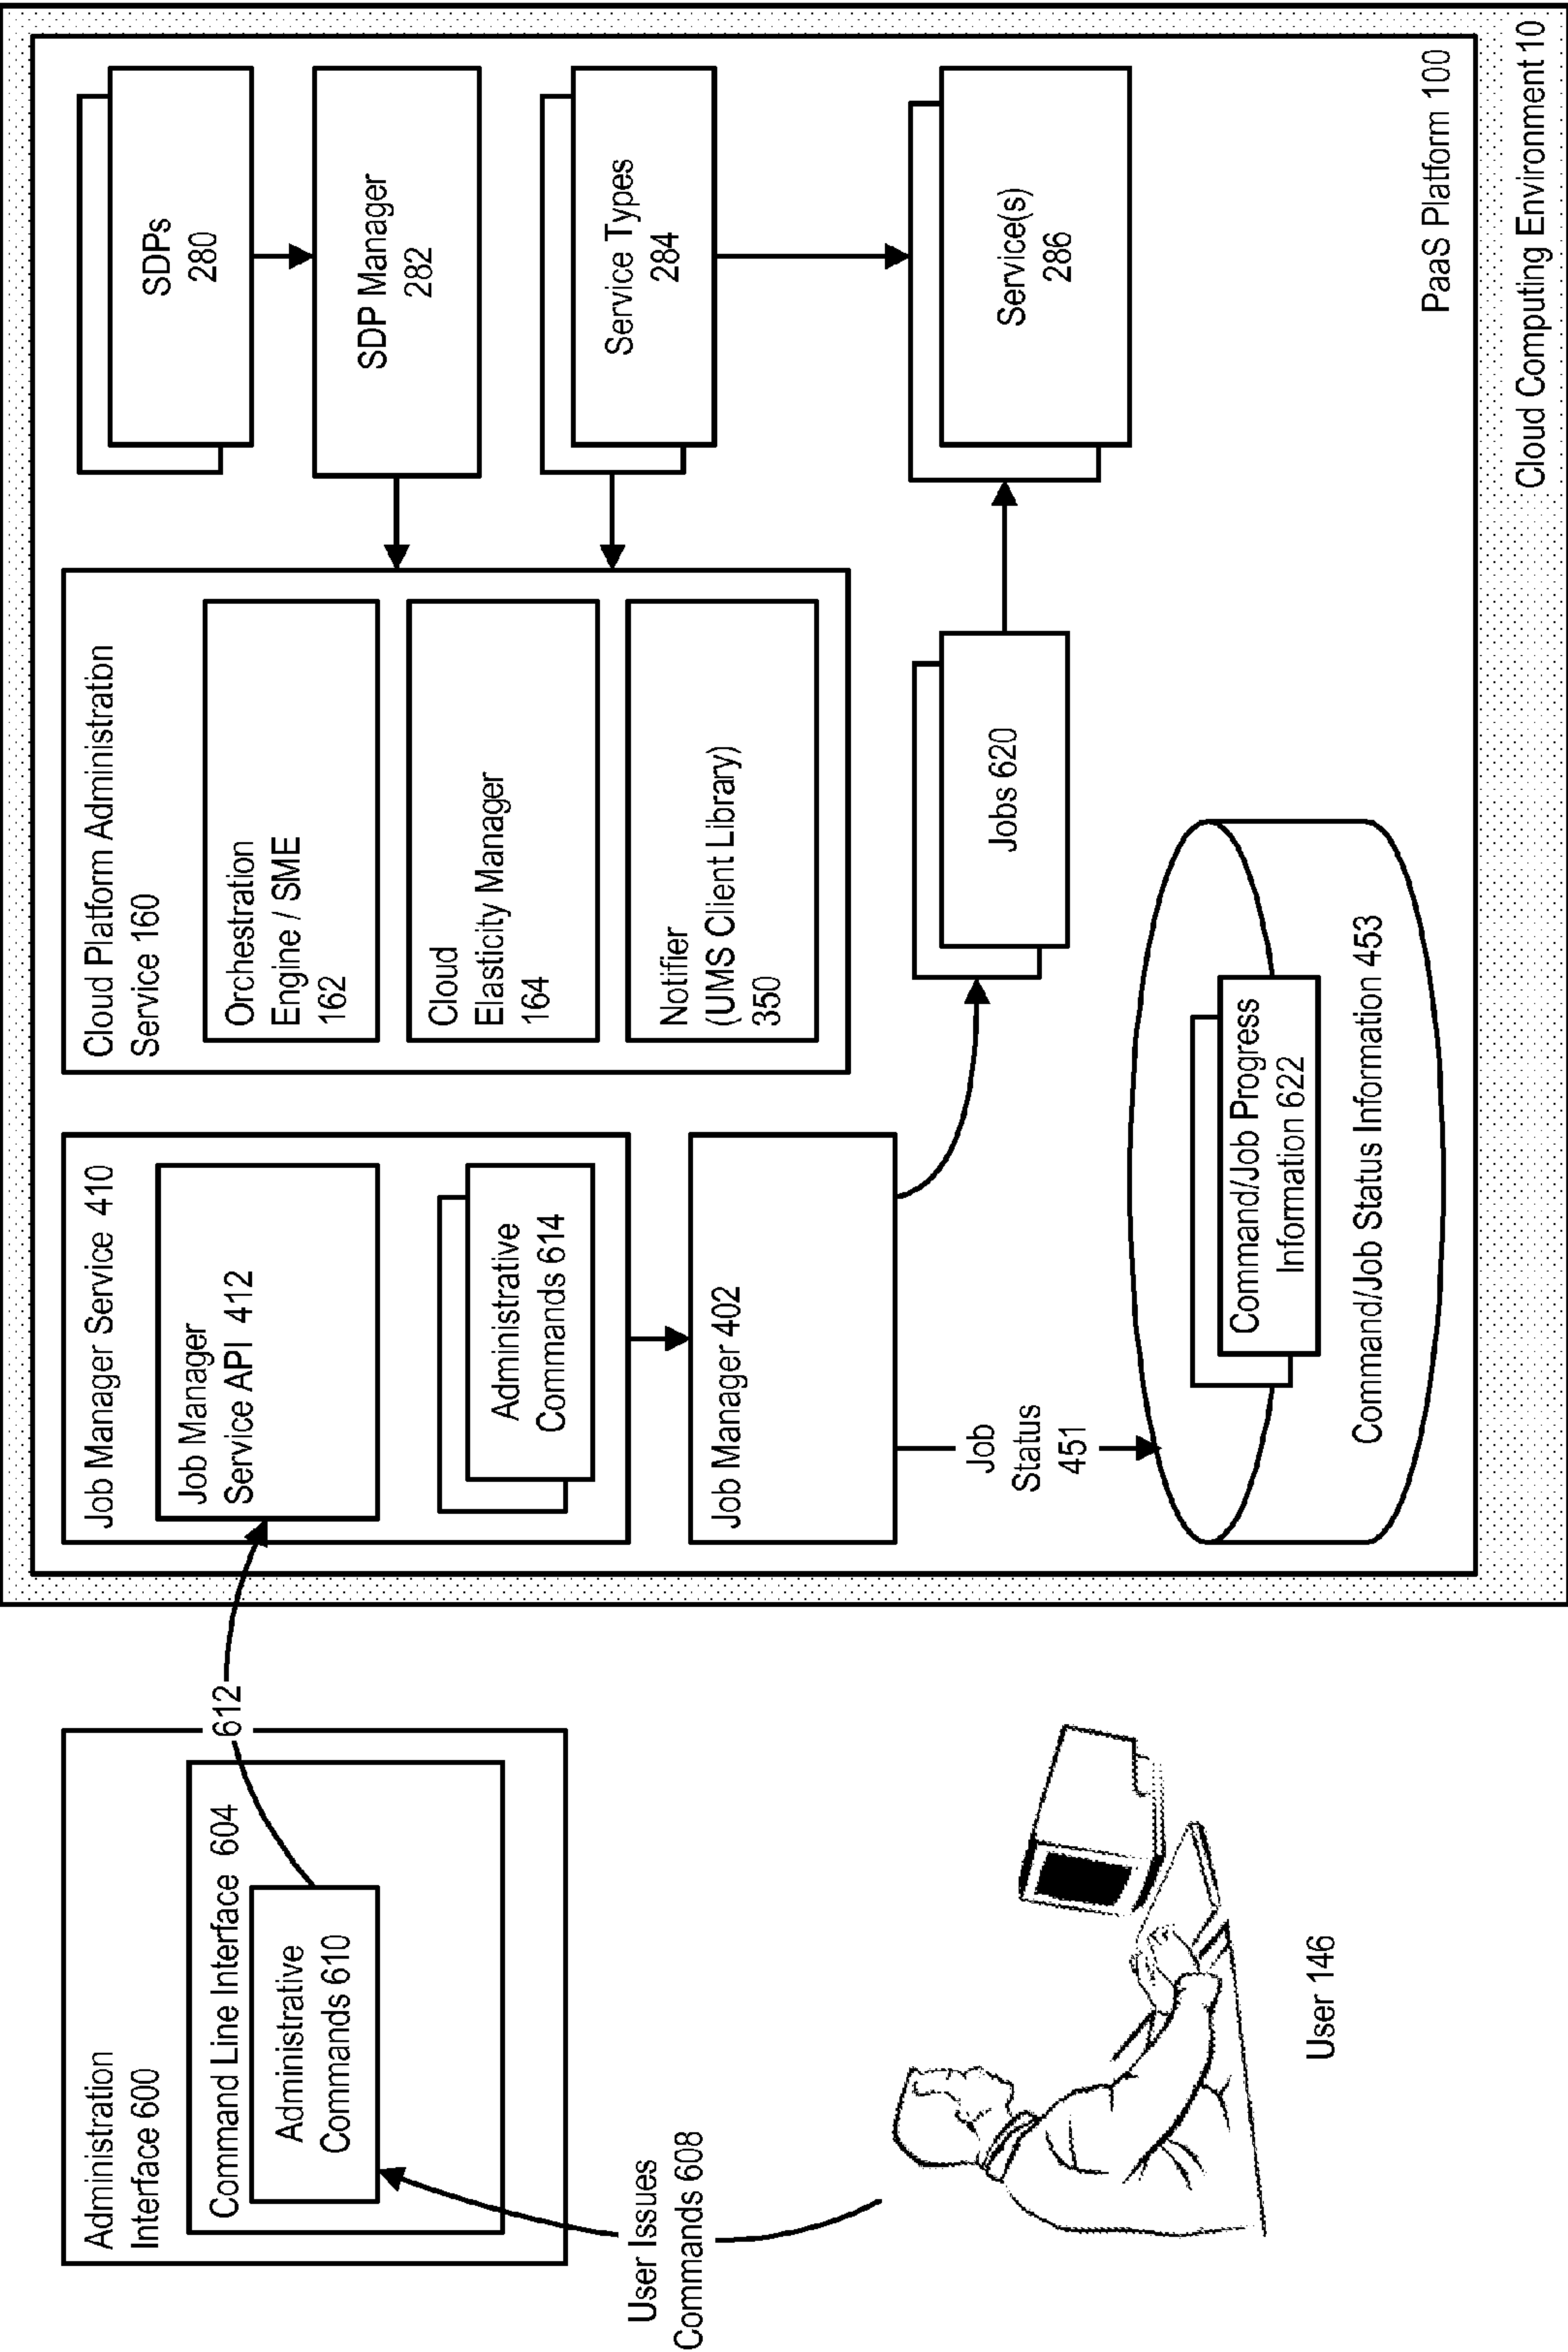 Administration
Interface 600
Command Line Interface 604
Administrative
Commands 610
612
User Issues
Commands 608
User 146
Job Manager Service 410
Job Manager
Service API 412
Administrative
Commands 614
Job Manager 402
Job
Status
451
Command/Job Progress
Information 622
Command/Job Status Information 453
Cloud Platform Administration
Service 160
Orchestration
Engine / SME
162
Cloud
Elasticity Manager
164
Notifier
(UMS Client Library)
350
Jobs 620
SDPs
280
SDP Manager
282
Service Types
284
Service(s)
286
PaaS Platform 100
Cloud Computing Environment 10